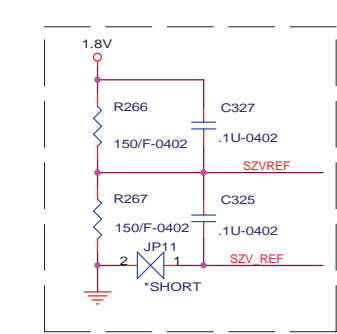 1.8V
R266
C327
150/F-0402
.1U-0402
SZVREF
R267
C325
150/F-0402
.1U-0402
JP11
2
1
SZV_REF
*SHORT